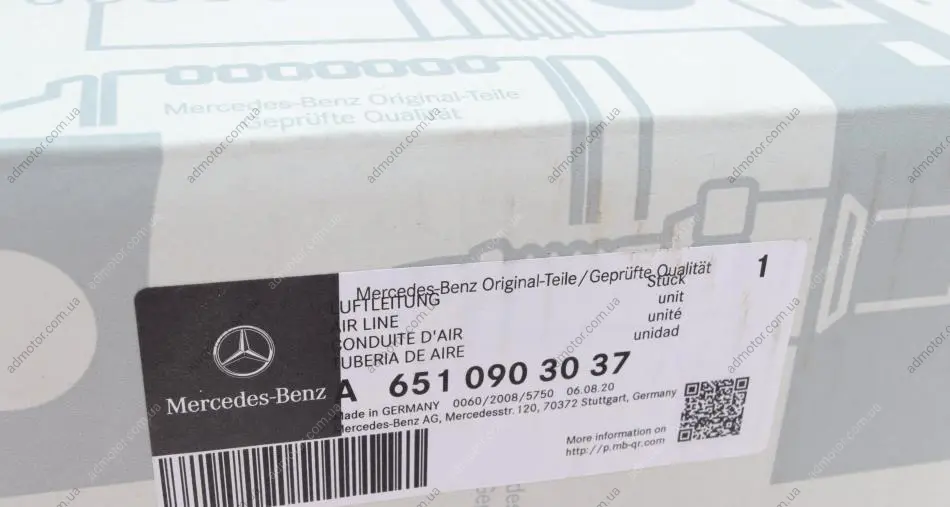 Mercedes-Benz Original-Teile
Geprüfte Qualität
Mercedes-Benz Original-Teile/Geprüfte Qualität
1
LUFTLEITUNG
Stück
AIR LINE
unit
CONDUITE D'AIR
unité
TUBERIA DE AIRE
unidad
A 651 090 30 37
Made in GERMANY 0060/2008/5750 06.08.20
Mercedes-Benz AG, Mercedesstr. 120, 70372 Stuttgart, Germany
Mercedes-Benz
More information on
http://p.mb-qr.com
admotor.com.ua